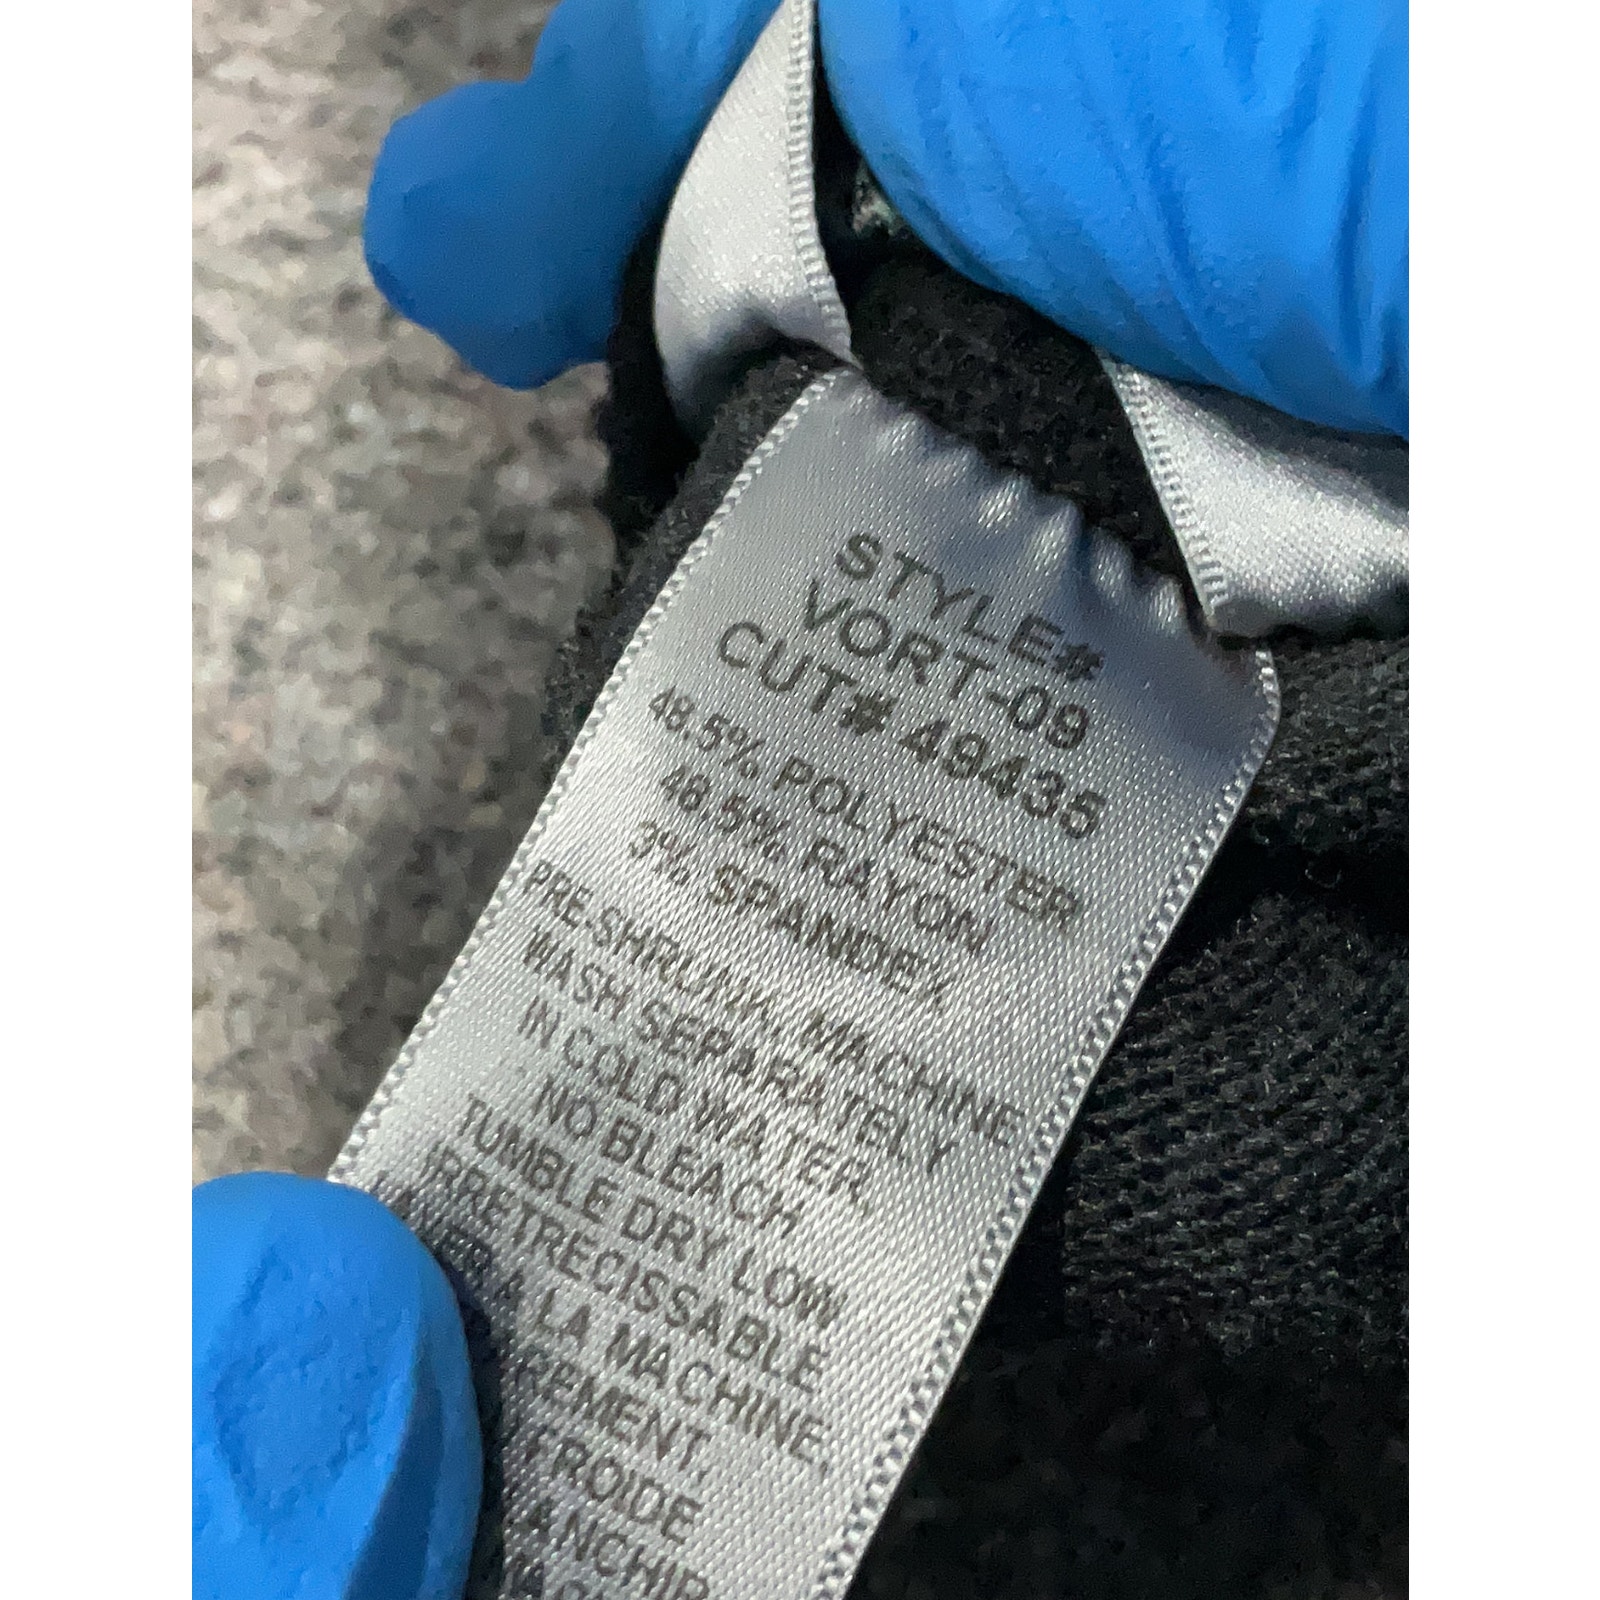 STYLE#
VORT-09
CUT# 49435
48.5% POLYESTER
48.5% RAYON
3% SPANDEX
PRE-SHRUNK, MACHINE
WASH SEPARATELY
IN COLD WATER,
NO BLEACH,
TUMBLE DRY LOW
IRRETRECISSABLE
LAVER A LA MACHINE